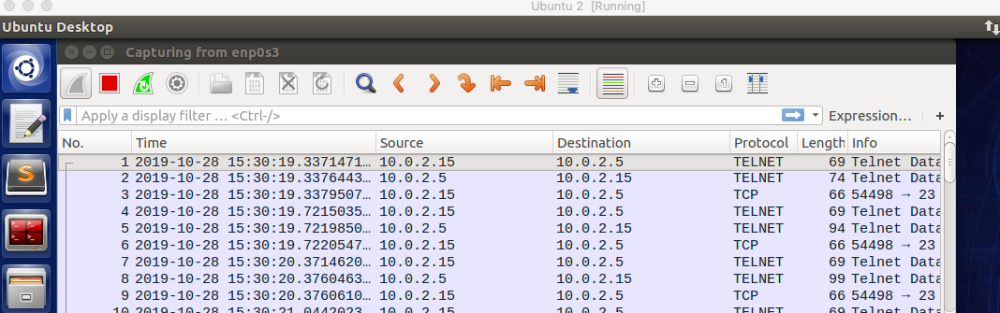 Ubuntu 2 [Running]
Ubuntu Desktop
Capturing from enp0s3
Apply a display filter … <Ctrl-/> Expression… +
No. Time Source Destination Protocol Length Info
1 2019-10-28 15:30:19.3371471… 10.0.2.15 10.0.2.5 TELNET 69 Telnet Data
2 2019-10-28 15:30:19.3376443… 10.0.2.5 10.0.2.15 TELNET 74 Telnet Data
3 2019-10-28 15:30:19.3379507… 10.0.2.15 10.0.2.5 TCP 66 54498 → 23
4 2019-10-28 15:30:19.7215035… 10.0.2.15 10.0.2.5 TELNET 69 Telnet Data
5 2019-10-28 15:30:19.7219850… 10.0.2.5 10.0.2.15 TELNET 94 Telnet Data
6 2019-10-28 15:30:19.7220547… 10.0.2.15 10.0.2.5 TCP 66 54498 → 23
7 2019-10-28 15:30:20.3714620… 10.0.2.15 10.0.2.5 TELNET 69 Telnet Data
8 2019-10-28 15:30:20.3760463… 10.0.2.5 10.0.2.15 TELNET 99 Telnet Data
9 2019-10-28 15:30:20.3760610… 10.0.2.15 10.0.2.5 TCP 66 54498 → 23
10 2019-10-28 15:30:21.0442023… 10.0.2.15 10.0.2.5 TELNET 69 Telnet Data